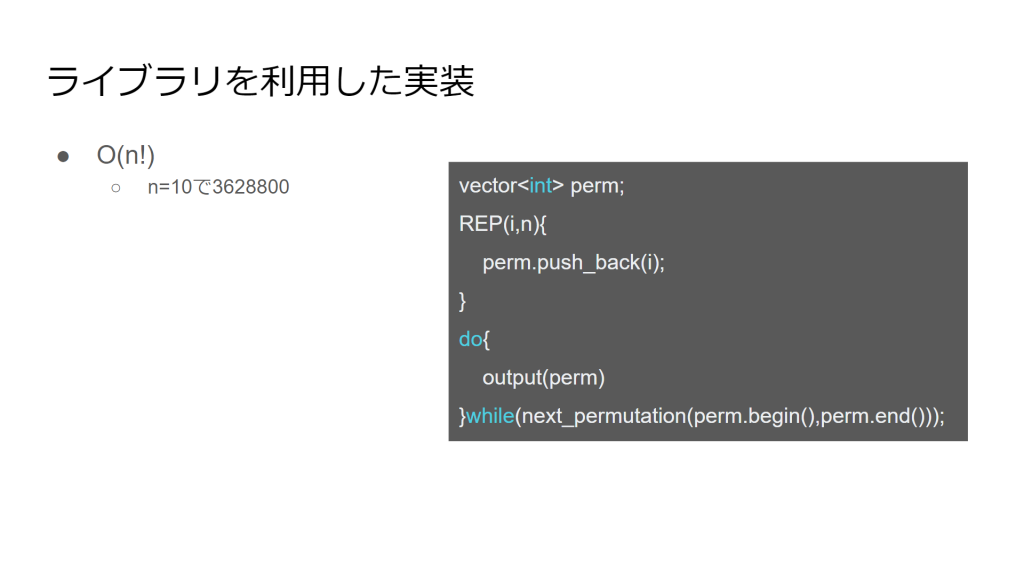 ライブラリを利用した実装
● O(n!)
○ n=10で3628800
vector<int> perm;
REP(i,n){
    perm.push_back(i);
}
do{
    output(perm)
}while(next_permutation(perm.begin(),perm.end()));